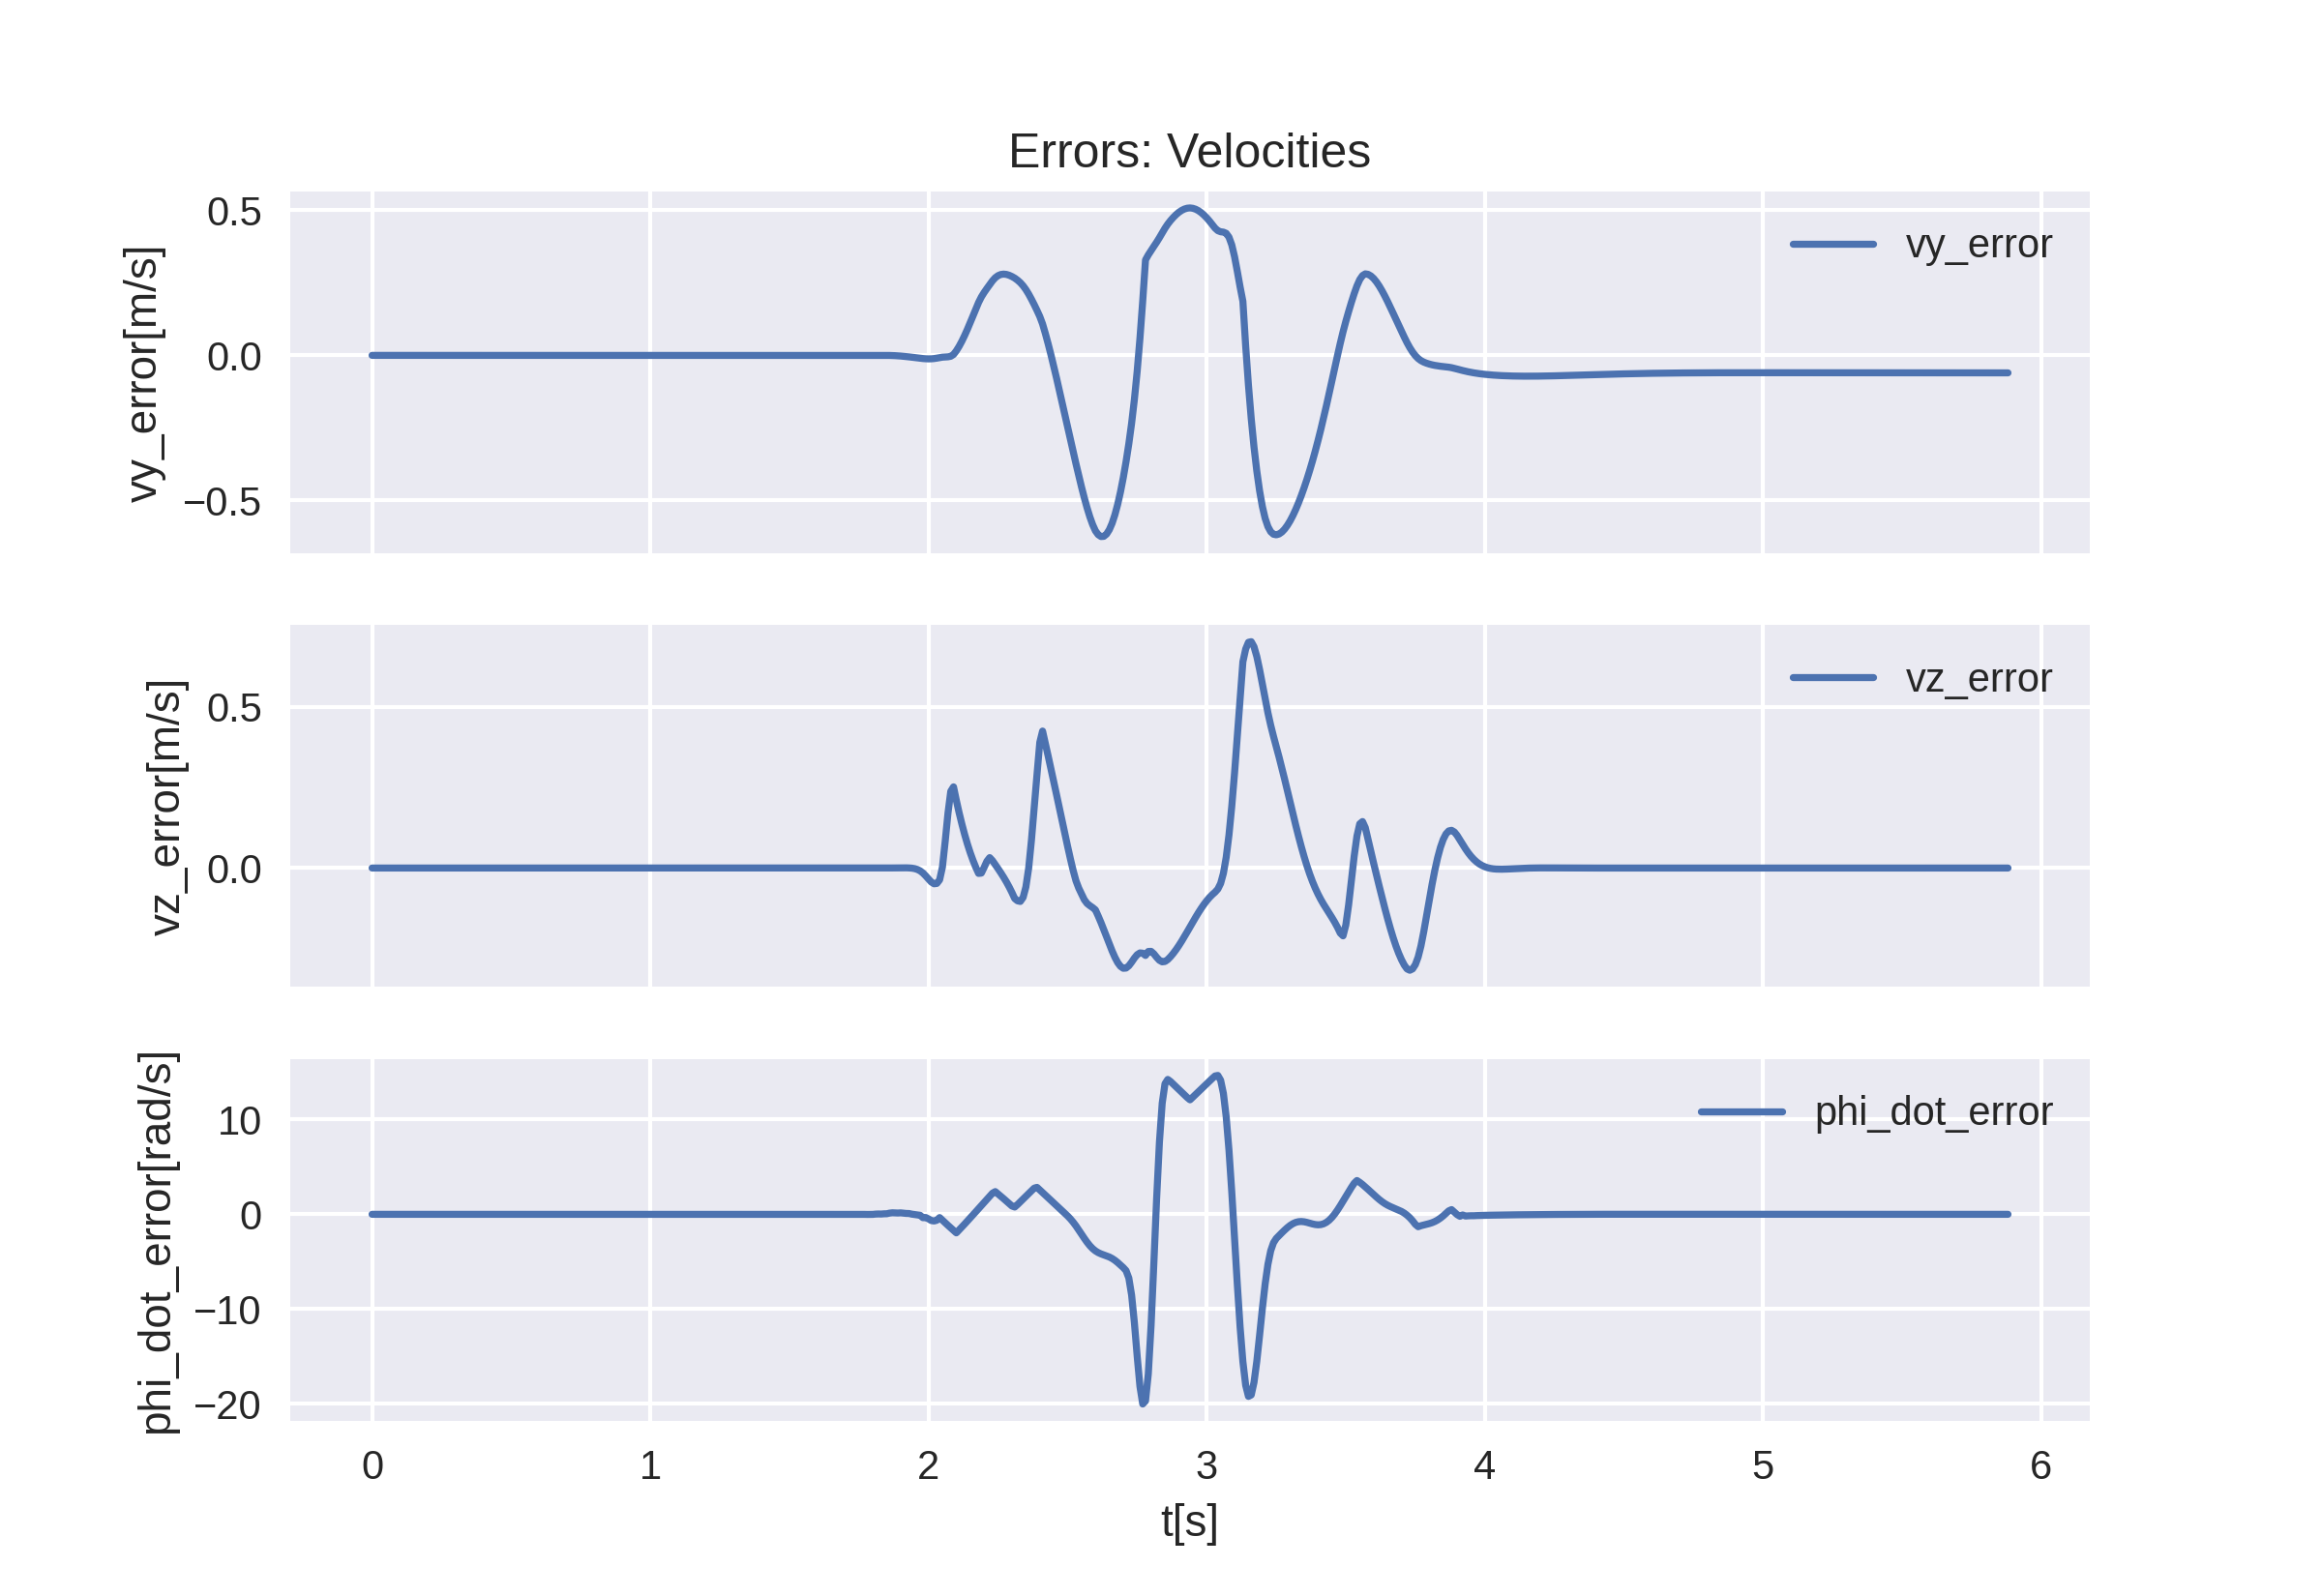 Errors: Velocities
vy_error[m/s]
0.5
0.0
−0.5
vy_error
vz_error[m/s]
0.5
0.0
vz_error
phi_dot_error[rad/s]
10
0
−10
−20
phi_dot_error
0 1 2 3 4 5 6
t[s]